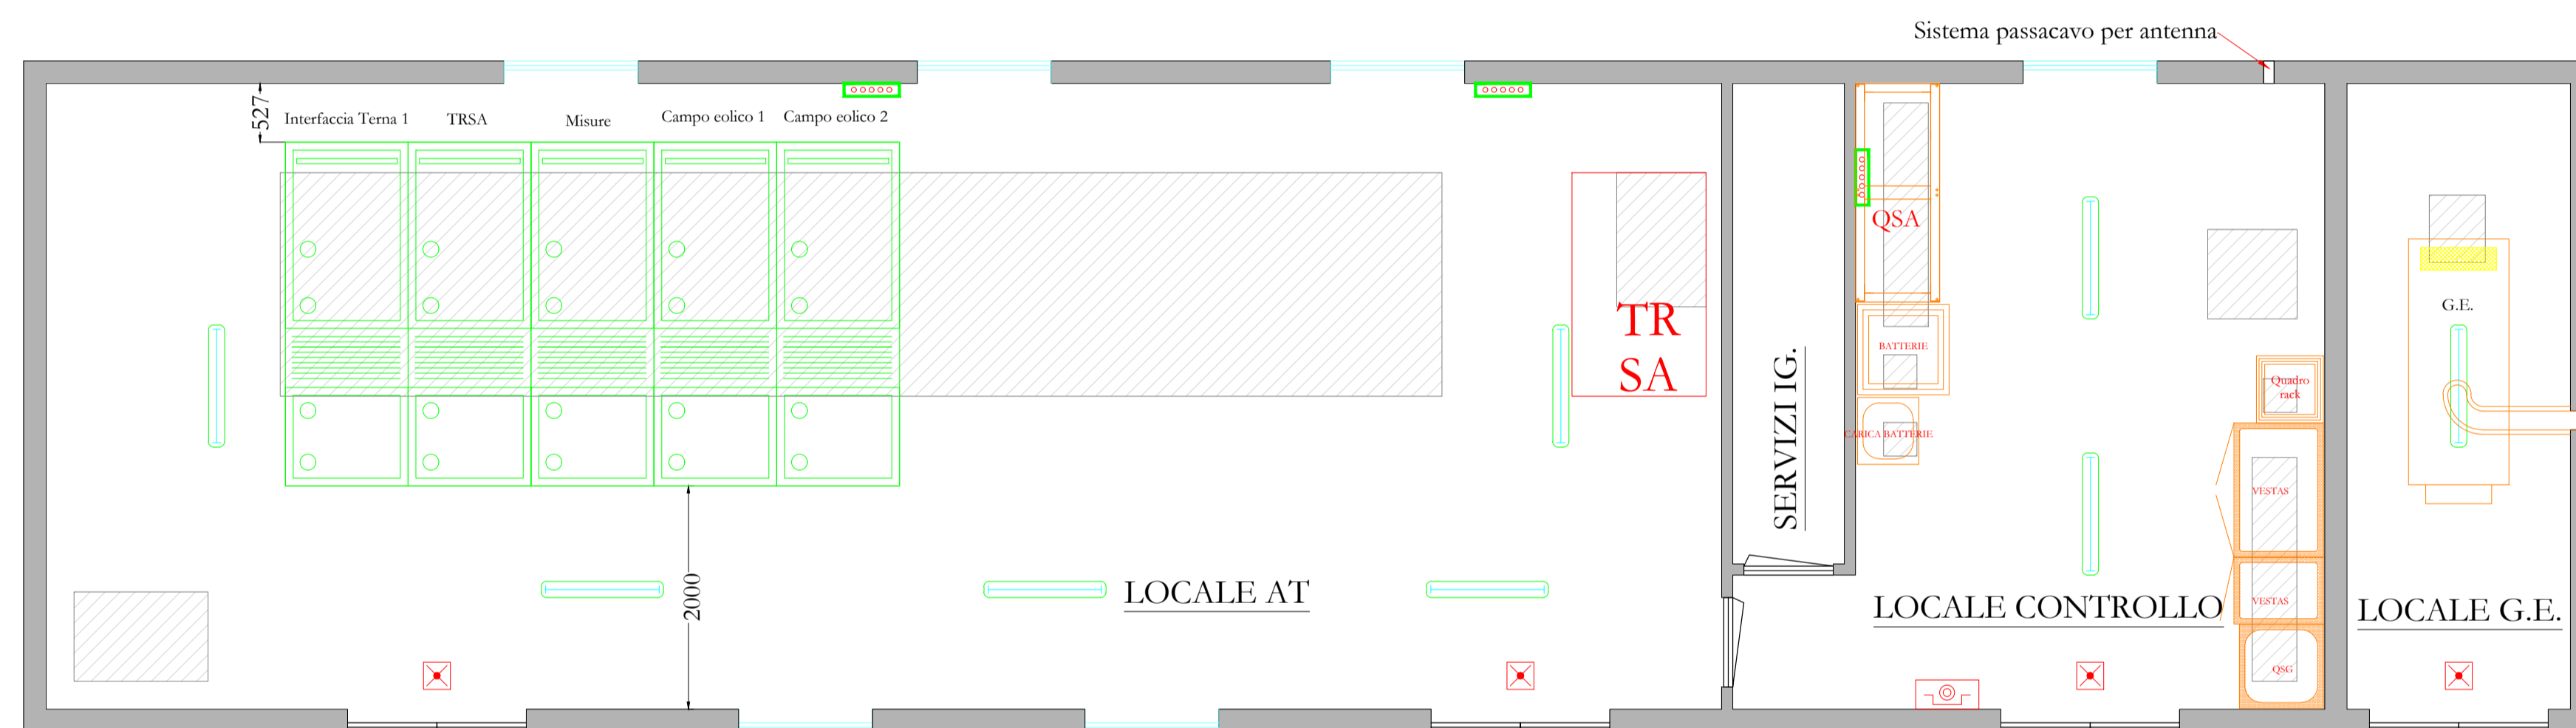 Sistema passacavo per antenna
527
Interfaccia Terna 1
TRSA
Misure
Campo eolico 1
Campo eolico 2
TR
SA
2000
LOCALE AT
SERVIZI IG.
QSA
BATTERIE
CARICA BATTERIE
LOCALE CONTROLLO
Quadro
rack
VESTAS
VESTAS
QSG
G.E.
LOCALE G.E.